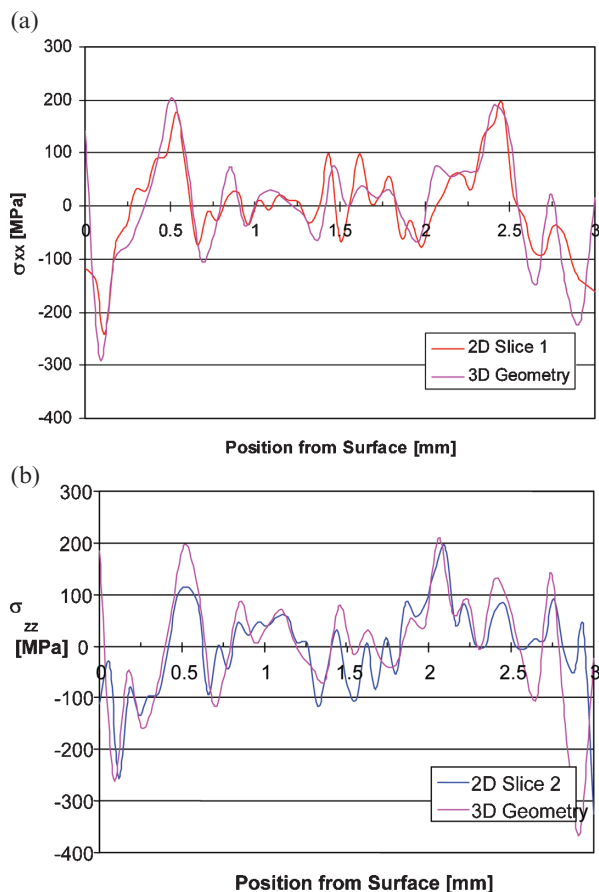 (a)
300
200
100
0
-100
-200
-300
-400
σxx [MPa]
0 0.5 1 1.5 2 2.5 3
2D Slice 1
3D Geometry
Position from Surface [mm]
(b)
300
200
100
0
-100
-200
-300
-400
σzz
[MPa]
0 0.5 1 1.5 2 2.5 3
2D Slice 2
3D Geometry
Position from Surface [mm]